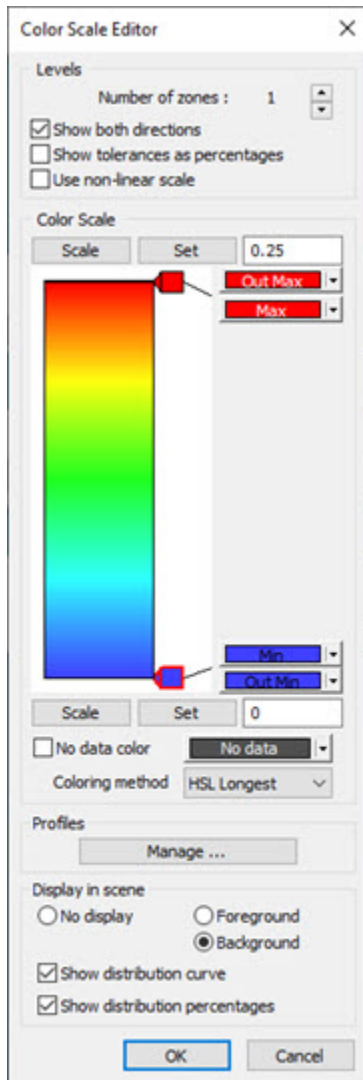 Color Scale Editor
Levels
Number of zones : 1
Show both directions
Show tolerances as percentages
Use non-linear scale
Color Scale
Scale Set 0.25
Out Max
Max
Min
Out Min
Scale Set 0
No data color No data
Coloring method HSL Longest
Profiles
Manage ...
Display in scene
No display Foreground
Background
Show distribution curve
Show distribution percentages
OK Cancel